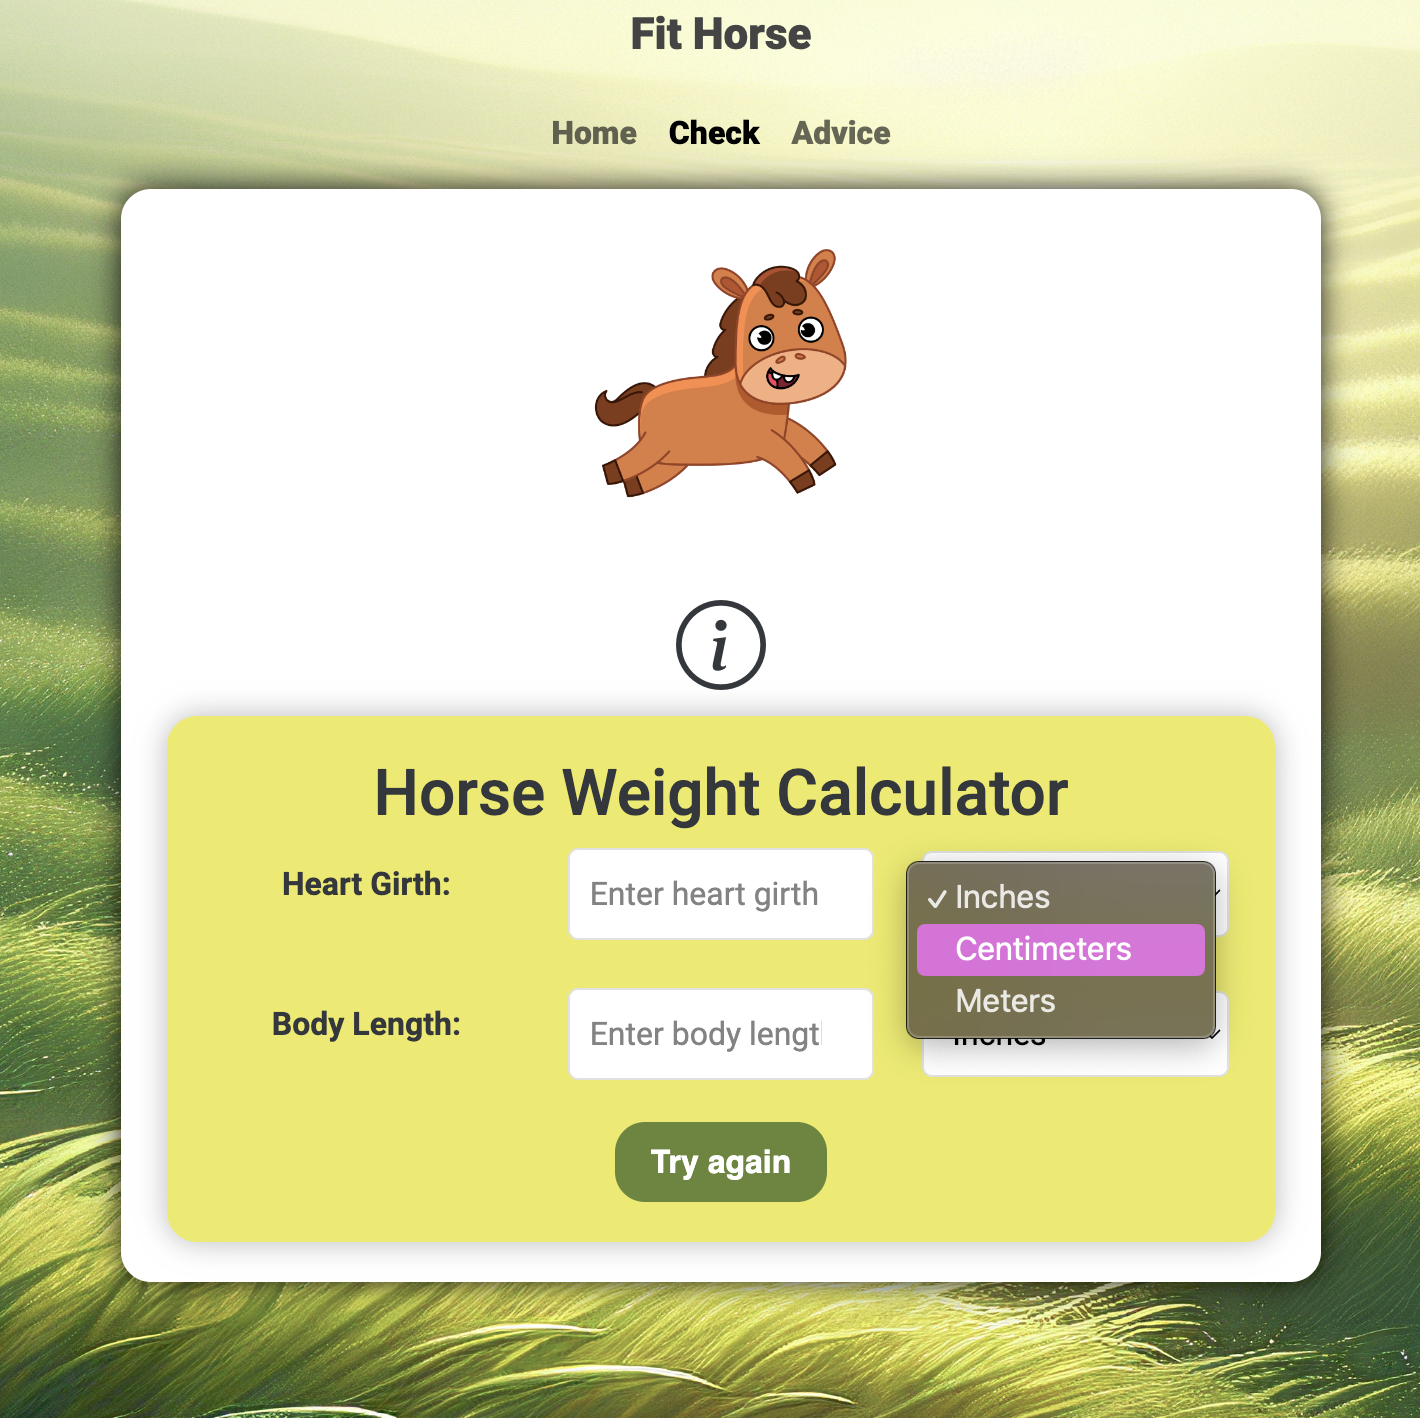 Fit Horse
Home Check Advice
i
Horse Weight Calculator
Heart Girth: Enter heart girth ✓ Inches
Centimeters
Meters
Body Length: Enter body lengt Inches
Try again